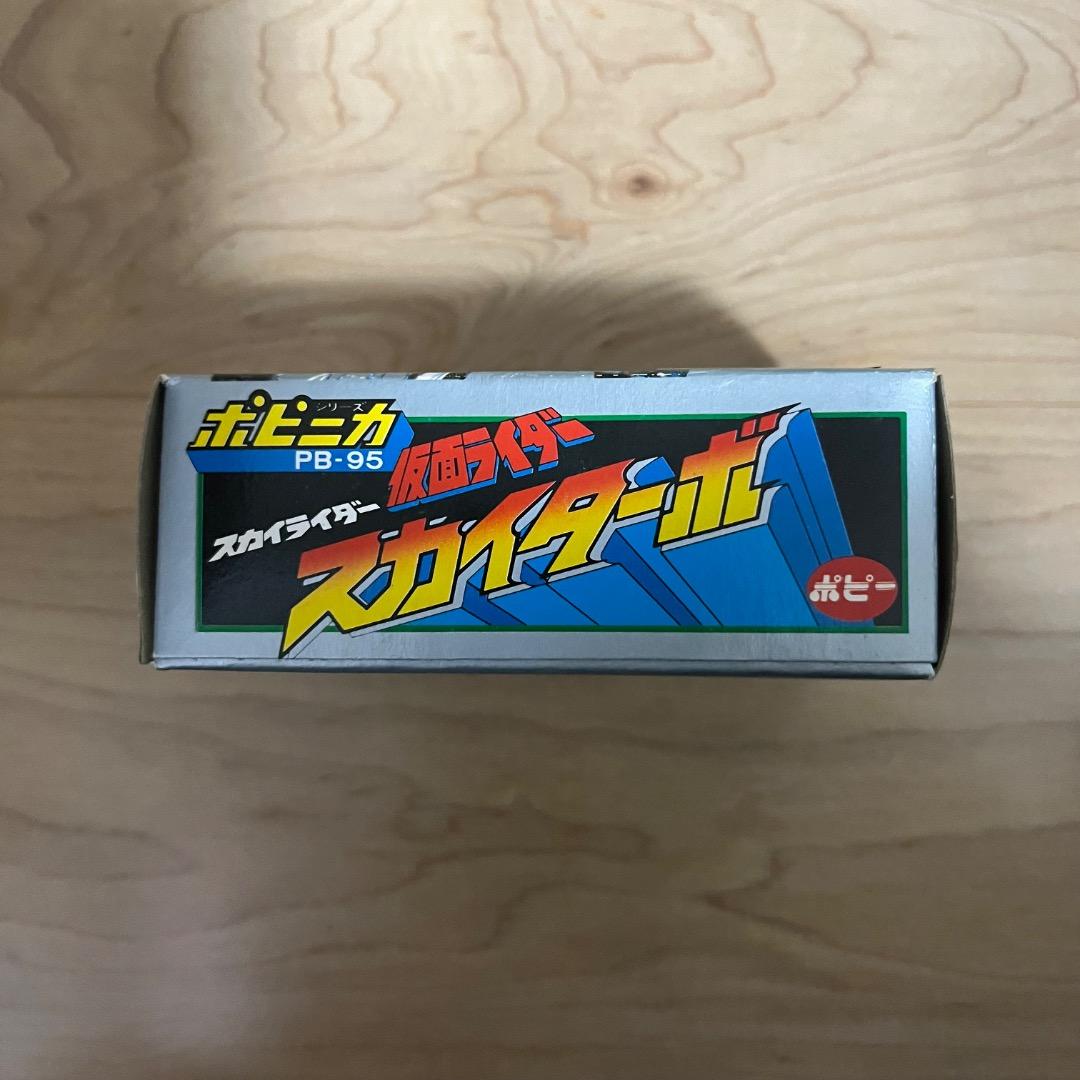 ポピニカ
シリーズ
PB-95
仮面ライダー
スカイライダー
スカイターボ
ポピー